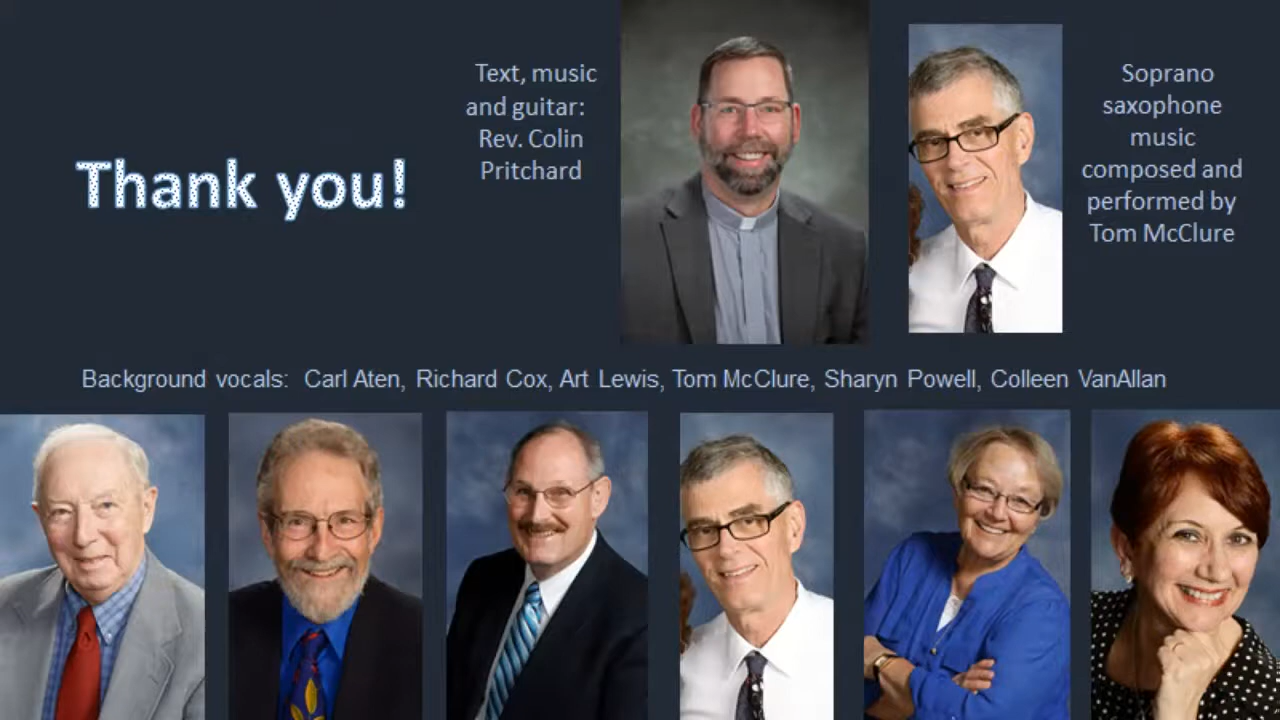 Thank you!
Text, music
and guitar:
Rev. Colin
Pritchard
Soprano
saxophone
music
composed and
performed by
Tom McClure
Background vocals: Carl Aten, Richard Cox, Art Lewis, Tom McClure, Sharyn Powell, Colleen VanAllan